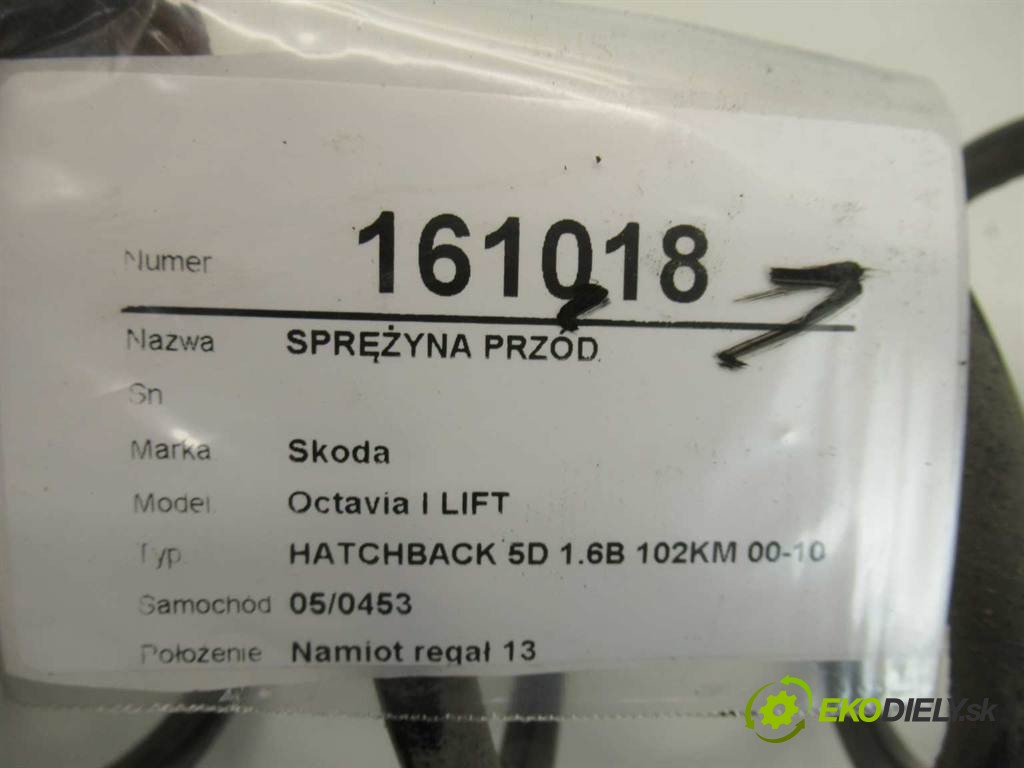 Numer 161018
Nazwa SPRĘŻYNA PRZÓD
Sn
Marka Skoda
Model Octavia I LIFT
Typ HATCHBACK 5D 1.6B 102KM 00-10
Samochód 05/0453
Położenie Namiot regał 13
EKODIELY.sk